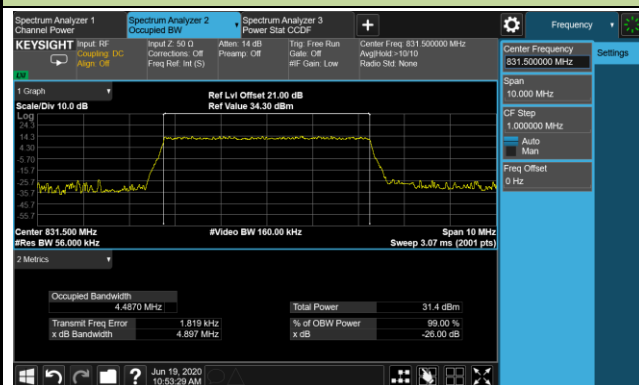 Spectrum Analyzer 1
Channel Power
Spectrum Analyzer 2
Occupied BW
Spectrum Analyzer 3
Power Stat CCDF
+
Frequency
KEYSIGHT
Input: RF
Coupling: DC
Align: Off
Input Z: 50 Ω
Corrections: Off
Freq Ref: Int (S)
Atten: 14 dB
Preamp: Off
Trig: Free Run
Gate: Off
#IF Gain: Low
Center Freq: 831.500000 MHz
Avg|Hold:>10/10
Radio Std: None
Center Frequency
831.500000 MHz
Settings
Span
10.000 MHz
CF Step
1.000000 MHz
Auto
Man
Freq Offset
0 Hz
1 Graph
Scale/Div 10.0 dB
Ref Lvl Offset 21.00 dB
Ref Value 34.30 dBm
Log
24.3
14.3
4.30
-5.70
-15.7
-25.7
-35.7
-45.7
-55.7
Center 831.500 MHz
#Res BW 56.000 kHz
#Video BW 160.00 kHz
Span 10 MHz
Sweep 3.07 ms (2001 pts)
2 Metrics
Occupied Bandwidth
4.4870 MHz
Total Power 31.4 dBm
Transmit Freq Error 1.819 kHz
% of OBW Power 99.00 %
x dB Bandwidth 4.897 MHz
x dB -26.00 dB
?
Jun 19, 2020
10:53:29 AM